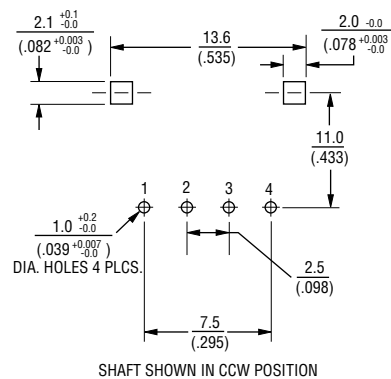 2.1 +0.1 -0.0
(.082 +0.003 -0.0)
13.6
(.535)
2.0 -0.0
(.078 +0.003 -0.0)
11.0
(.433)
1 2 3 4
1.0 +0.2 -0.0
(.039 +0.007 -0.0)
DIA. HOLES 4 PLCS.
2.5
(.098)
7.5
(.295)
SHAFT SHOWN IN CCW POSITION